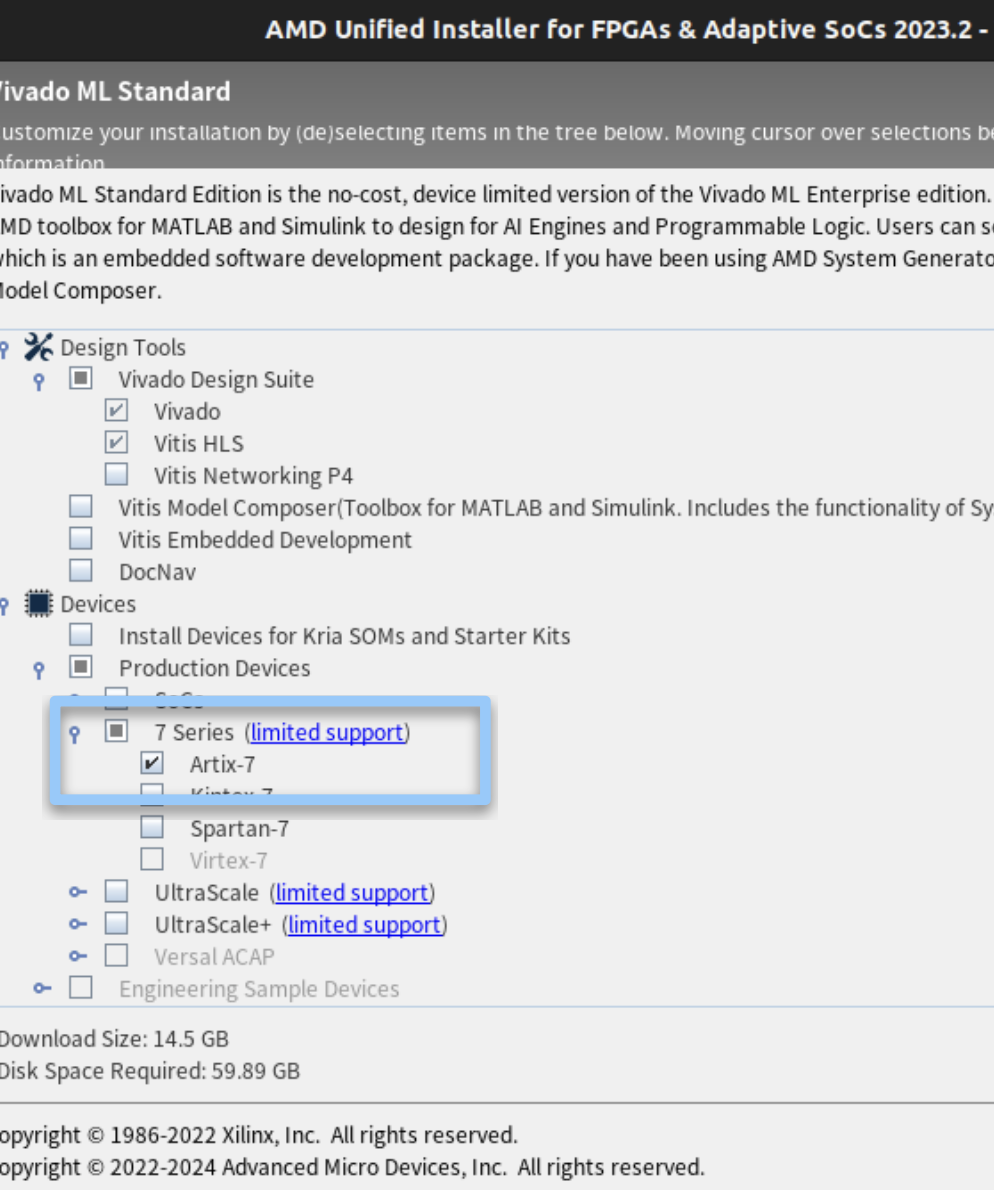 AMD Unified Installer for FPGAs & Adaptive SoCs 2023.2 -
ivado ML Standard
ustomize your installation by (de)selecting items in the tree below. Moving cursor over selections be
nformation
ivado ML Standard Edition is the no-cost, device limited version of the Vivado ML Enterprise edition.
MD toolbox for MATLAB and Simulink to design for AI Engines and Programmable Logic. Users can s
which is an embedded software development package. If you have been using AMD System Generato
Model Composer.
Design Tools
Vivado Design Suite
Vivado
Vitis HLS
Vitis Networking P4
Vitis Model Composer(Toolbox for MATLAB and Simulink. Includes the functionality of Sy
Vitis Embedded Development
DocNav
Devices
Install Devices for Kria SOMs and Starter Kits
Production Devices
SoCs
7 Series (limited support)
Artix-7
Kintex-7
Spartan-7
Virtex-7
UltraScale (limited support)
UltraScale+ (limited support)
Versal ACAP
Engineering Sample Devices
Download Size: 14.5 GB
Disk Space Required: 59.89 GB
opyright © 1986-2022 Xilinx, Inc. All rights reserved.
opyright © 2022-2024 Advanced Micro Devices, Inc. All rights reserved.